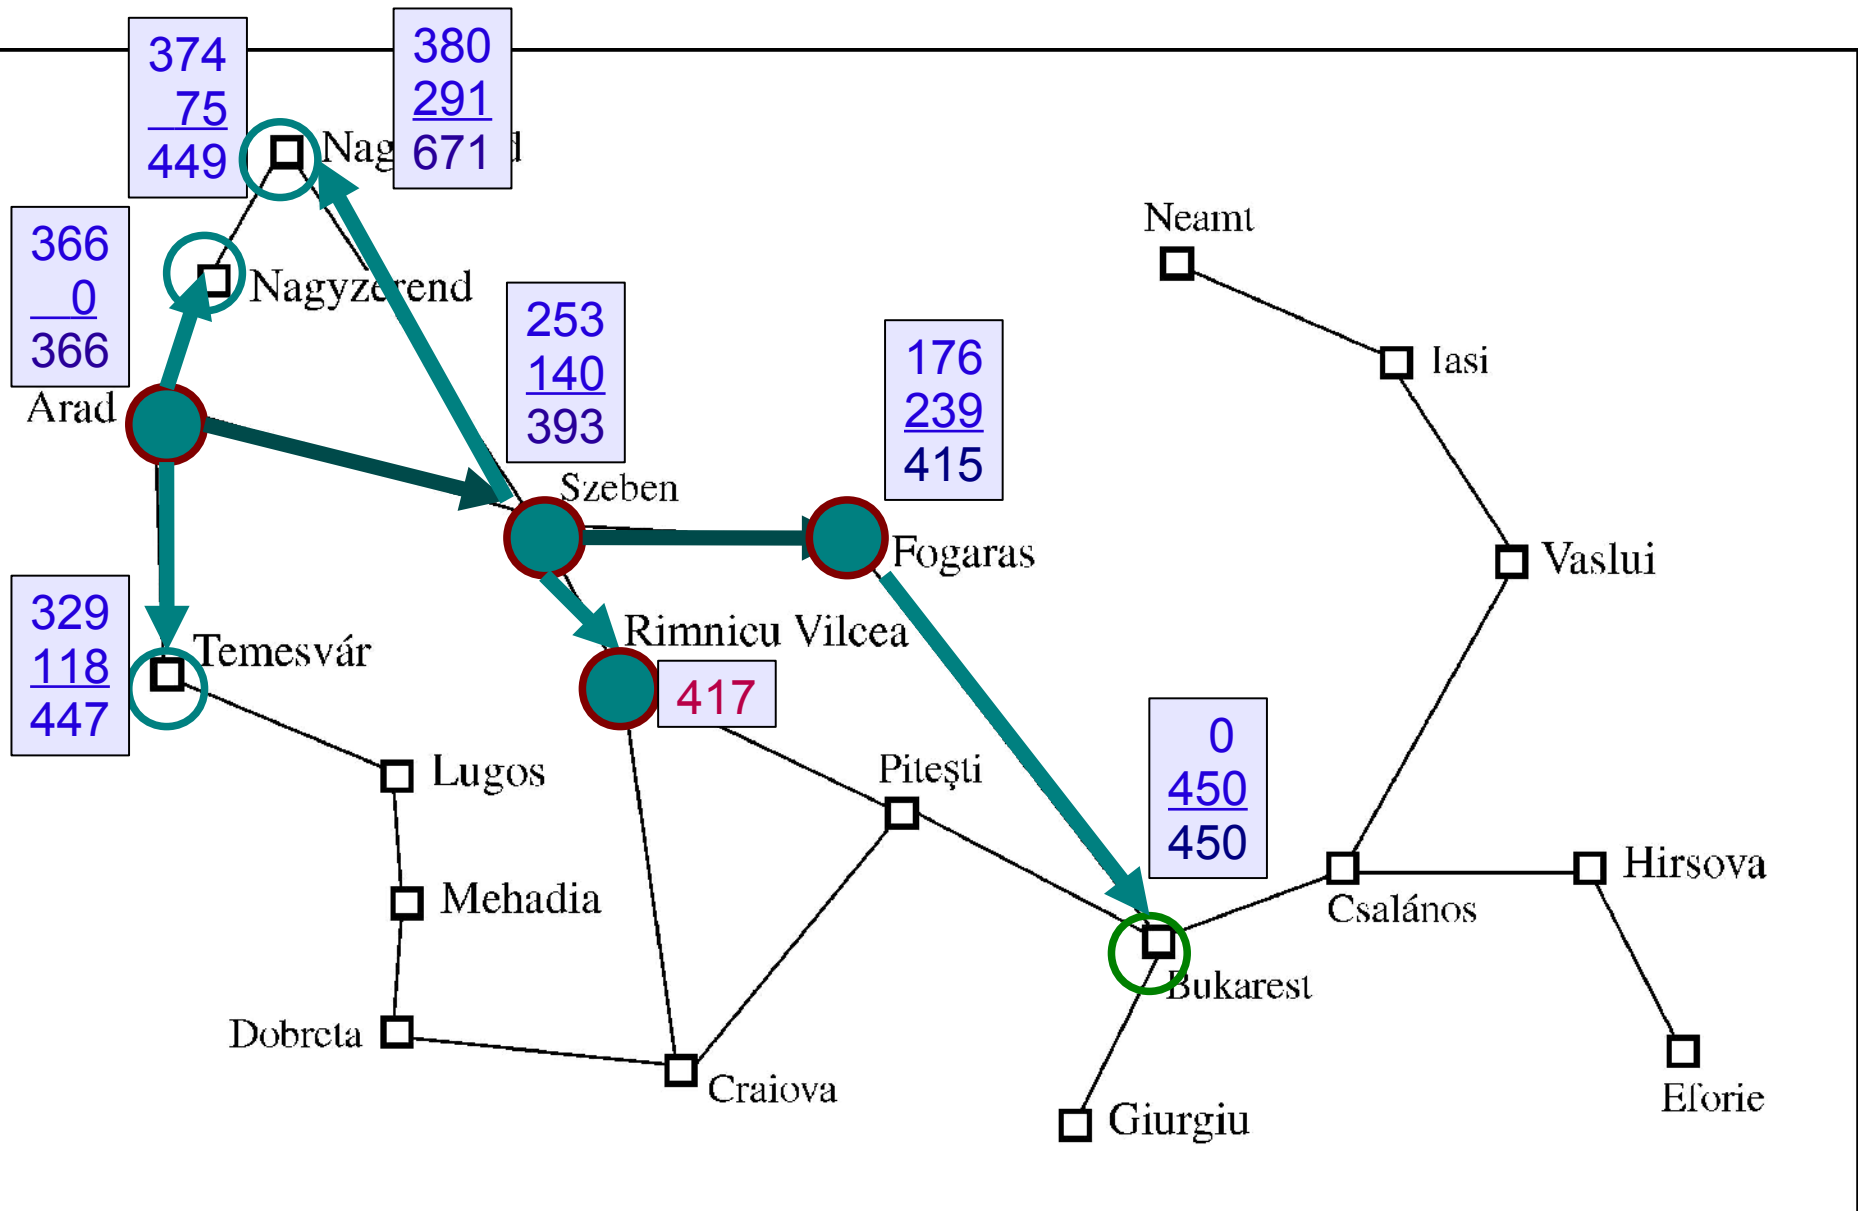 374
75
449
380
291
671
366
0
366
Neamt
Nagyzerend
253
140
393
176
239
415
Iasi
Arad
Szeben
Fogaras
Vaslui
329
118
447
Temesvár
Rimnicu Vilcea
417
Lugos
Pitești
0
450
450
Mehadia
Hirsova
Csalános
Bukarest
Dobreta
Craiova
Giurgiu
Eforie